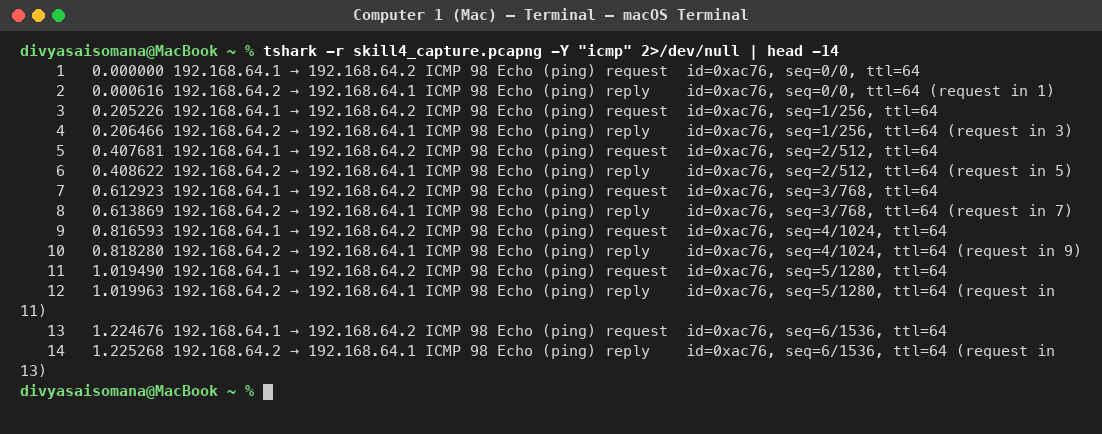 Computer 1 (Mac) — Terminal — macOS Terminal
divyasaisomana@MacBook ~ % tshark −r skill4_capture.pcapng −Y "icmp" 2>/dev/null | head −14
    1   0.000000 192.168.64.1 → 192.168.64.2 ICMP 98 Echo (ping) request  id=0xac76, seq=0/0, ttl=64
    2   0.000616 192.168.64.2 → 192.168.64.1 ICMP 98 Echo (ping) reply    id=0xac76, seq=0/0, ttl=64 (request in 1)
    3   0.205226 192.168.64.1 → 192.168.64.2 ICMP 98 Echo (ping) request  id=0xac76, seq=1/256, ttl=64
    4   0.206466 192.168.64.2 → 192.168.64.1 ICMP 98 Echo (ping) reply    id=0xac76, seq=1/256, ttl=64 (request in 3)
    5   0.407681 192.168.64.1 → 192.168.64.2 ICMP 98 Echo (ping) request  id=0xac76, seq=2/512, ttl=64
    6   0.408622 192.168.64.2 → 192.168.64.1 ICMP 98 Echo (ping) reply    id=0xac76, seq=2/512, ttl=64 (request in 5)
    7   0.612923 192.168.64.1 → 192.168.64.2 ICMP 98 Echo (ping) request  id=0xac76, seq=3/768, ttl=64
    8   0.613869 192.168.64.2 → 192.168.64.1 ICMP 98 Echo (ping) reply    id=0xac76, seq=3/768, ttl=64 (request in 7)
    9   0.816593 192.168.64.1 → 192.168.64.2 ICMP 98 Echo (ping) request  id=0xac76, seq=4/1024, ttl=64
   10   0.818280 192.168.64.2 → 192.168.64.1 ICMP 98 Echo (ping) reply    id=0xac76, seq=4/1024, ttl=64 (request in 9)
   11   1.019490 192.168.64.1 → 192.168.64.2 ICMP 98 Echo (ping) request  id=0xac76, seq=5/1280, ttl=64
   12   1.019963 192.168.64.2 → 192.168.64.1 ICMP 98 Echo (ping) reply    id=0xac76, seq=5/1280, ttl=64 (request in
11)
   13   1.224676 192.168.64.1 → 192.168.64.2 ICMP 98 Echo (ping) request  id=0xac76, seq=6/1536, ttl=64
   14   1.225268 192.168.64.2 → 192.168.64.1 ICMP 98 Echo (ping) reply    id=0xac76, seq=6/1536, ttl=64 (request in
13)
divyasaisomana@MacBook ~ %